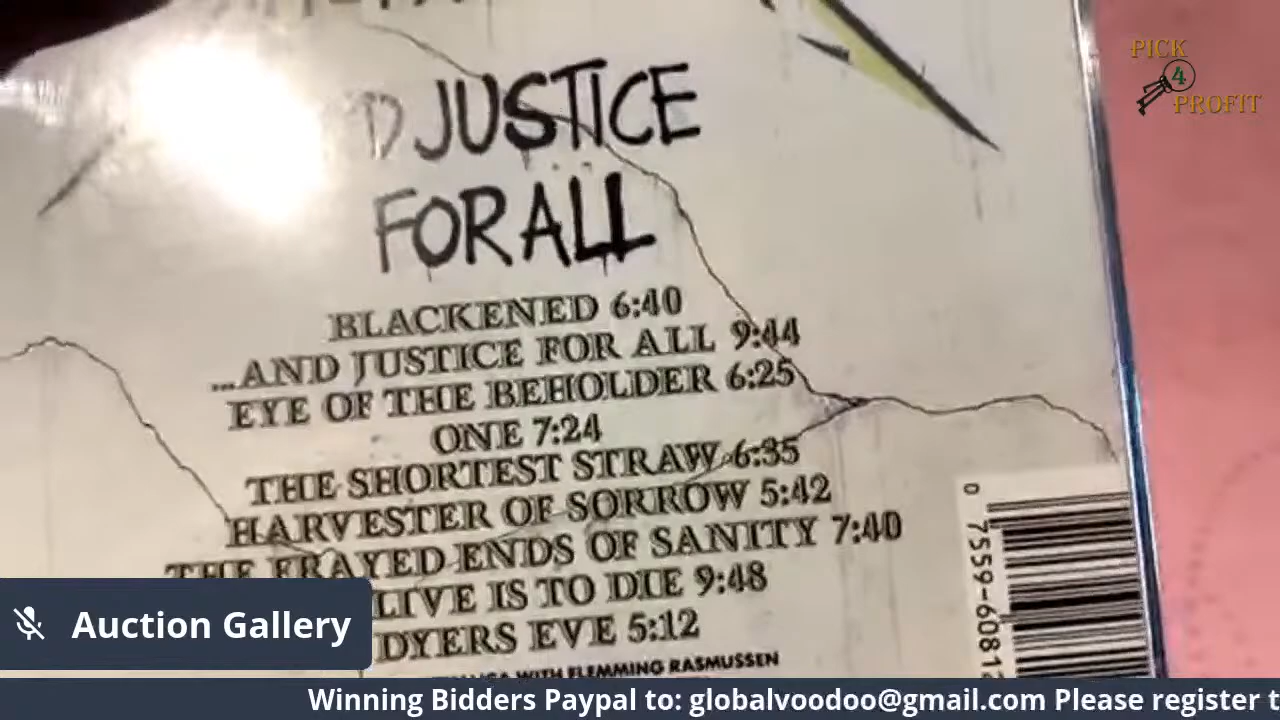 PICK
4
PROFIT
D JUSTICE
FOR ALL
BLACKENED 6:40
...AND JUSTICE FOR ALL 9:44
EYE OF THE BEHOLDER 6:25
ONE 7:24
THE SHORTEST STRAW 6:35
HARVESTER OF SORROW 5:42
THE FRAYED ENDS OF SANITY 7:40
LIVE IS TO DIE 9:48
DYERS EVE 5:12
WITH FLEMMING RASMUSSEN
0 7559-6081
Auction Gallery
Winning Bidders Paypal to: globalvoodoo@gmail.com Please register